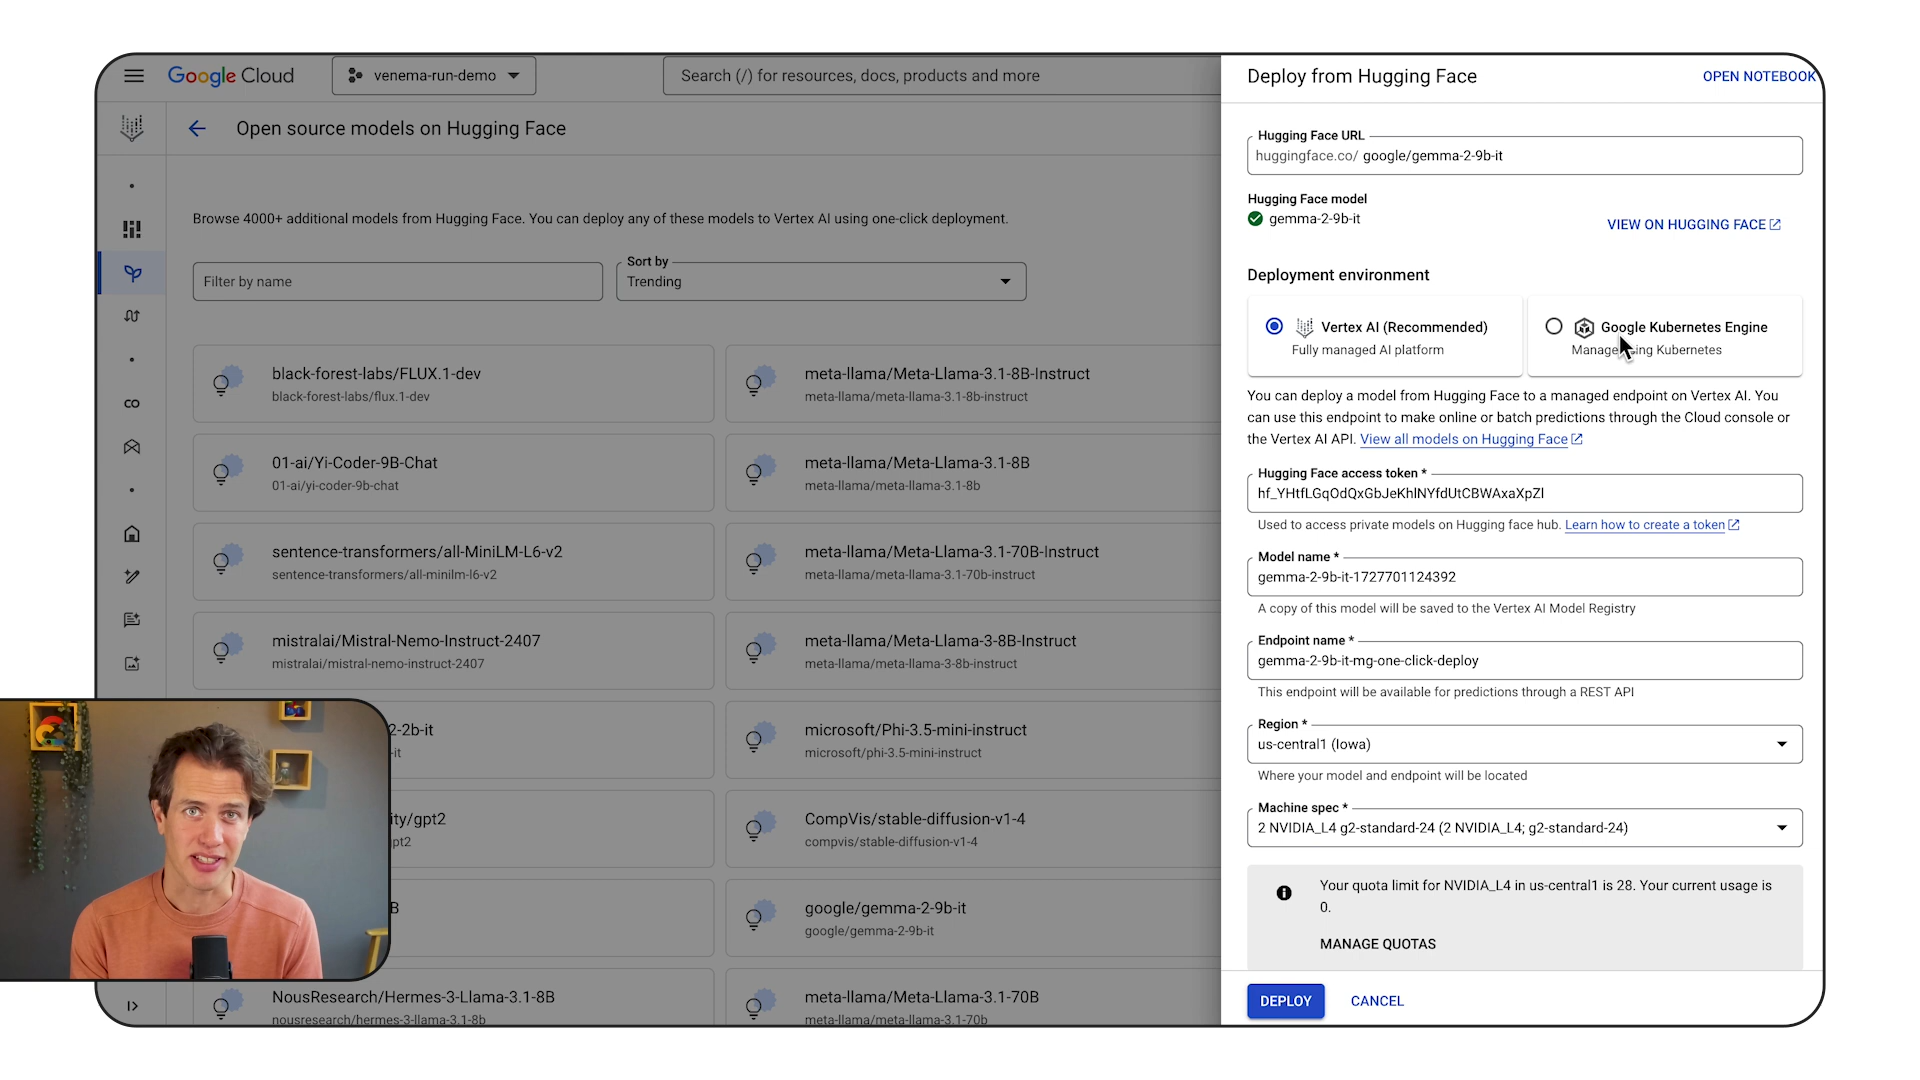 Google Cloud
venema-run-demo
Search (/) for resources, docs, products and more
Open source models on Hugging Face
Browse 4000+ additional models from Hugging Face. You can deploy any of these models to Vertex AI using one-click deployment.
Filter by name
Sort by
Trending
black-forest-labs/FLUX.1-dev
black-forest-labs/flux.1-dev
meta-llama/Meta-Llama-3.1-8B-Instruct
meta-llama/meta-llama-3.1-8b-instruct
01-ai/Yi-Coder-9B-Chat
01-ai/yi-coder-9b-chat
meta-llama/Meta-Llama-3.1-8B
meta-llama/meta-llama-3.1-8b
sentence-transformers/all-MiniLM-L6-v2
sentence-transformers/all-minilm-l6-v2
meta-llama/Meta-Llama-3.1-70B-Instruct
meta-llama/meta-llama-3.1-70b-instruct
mistralai/Mistral-Nemo-Instruct-2407
mistralai/mistral-nemo-instruct-2407
meta-llama/Meta-Llama-3-8B-Instruct
meta-llama/meta-llama-3-8b-instruct
2-2b-it
-it
microsoft/Phi-3.5-mini-instruct
microsoft/phi-3.5-mini-instruct
ity/gpt2
pt2
CompVis/stable-diffusion-v1-4
compvis/stable-diffusion-v1-4
B
google/gemma-2-9b-it
google/gemma-2-9b-it
NousResearch/Hermes-3-Llama-3.1-8B
nousresearch/hermes-3-llama-3.1-8b
meta-llama/Meta-Llama-3.1-70B
meta-llama/meta-llama-3.1-70b
Deploy from Hugging Face
OPEN NOTEBOOK
Hugging Face URL
huggingface.co/ google/gemma-2-9b-it
Hugging Face model
gemma-2-9b-it
VIEW ON HUGGING FACE
Deployment environment
Vertex AI (Recommended)
Fully managed AI platform
Google Kubernetes Engine
Manage ing Kubernetes
You can deploy a model from Hugging Face to a managed endpoint on Vertex AI. You
can use this endpoint to make online or batch predictions through the Cloud console or
the Vertex AI API. View all models on Hugging Face
Hugging Face access token *
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
Used to access private models on Hugging face hub. Learn how to create a token
Model name *
gemma-2-9b-it-1727701124392
A copy of this model will be saved to the Vertex AI Model Registry
Endpoint name *
gemma-2-9b-it-mg-one-click-deploy
This endpoint will be available for predictions through a REST API
Region *
us-central1 (Iowa)
Where your model and endpoint will be located
Machine spec *
2 NVIDIA_L4 g2-standard-24 (2 NVIDIA_L4; g2-standard-24)
Your quota limit for NVIDIA_L4 in us-central1 is 28. Your current usage is
0.
MANAGE QUOTAS
DEPLOY
CANCEL